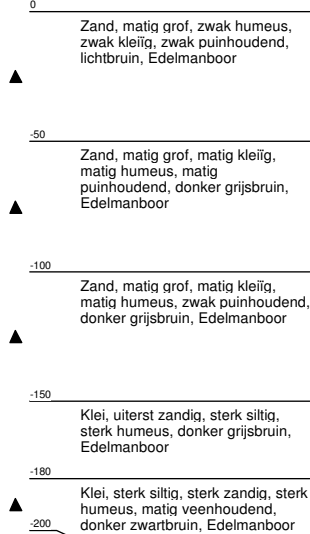 0
Zand, matig grof, zwak humeus,
zwak kleiïg, zwak puinhoudend,
lichtbruin, Edelmanboor
-50
Zand, matig grof, matig kleiïg,
matig humeus, matig
puinhoudend, donker grijsbruin,
Edelmanboor
-100
Zand, matig grof, matig kleiïg,
matig humeus, zwak puinhoudend,
donker grijsbruin, Edelmanboor
-150
Klei, uiterst zandig, sterk siltig,
sterk humeus, donker grijsbruin,
Edelmanboor
-180
Klei, sterk siltig, sterk zandig, sterk
humeus, matig veenhoudend,
donker zwartbruin, Edelmanboor
-200